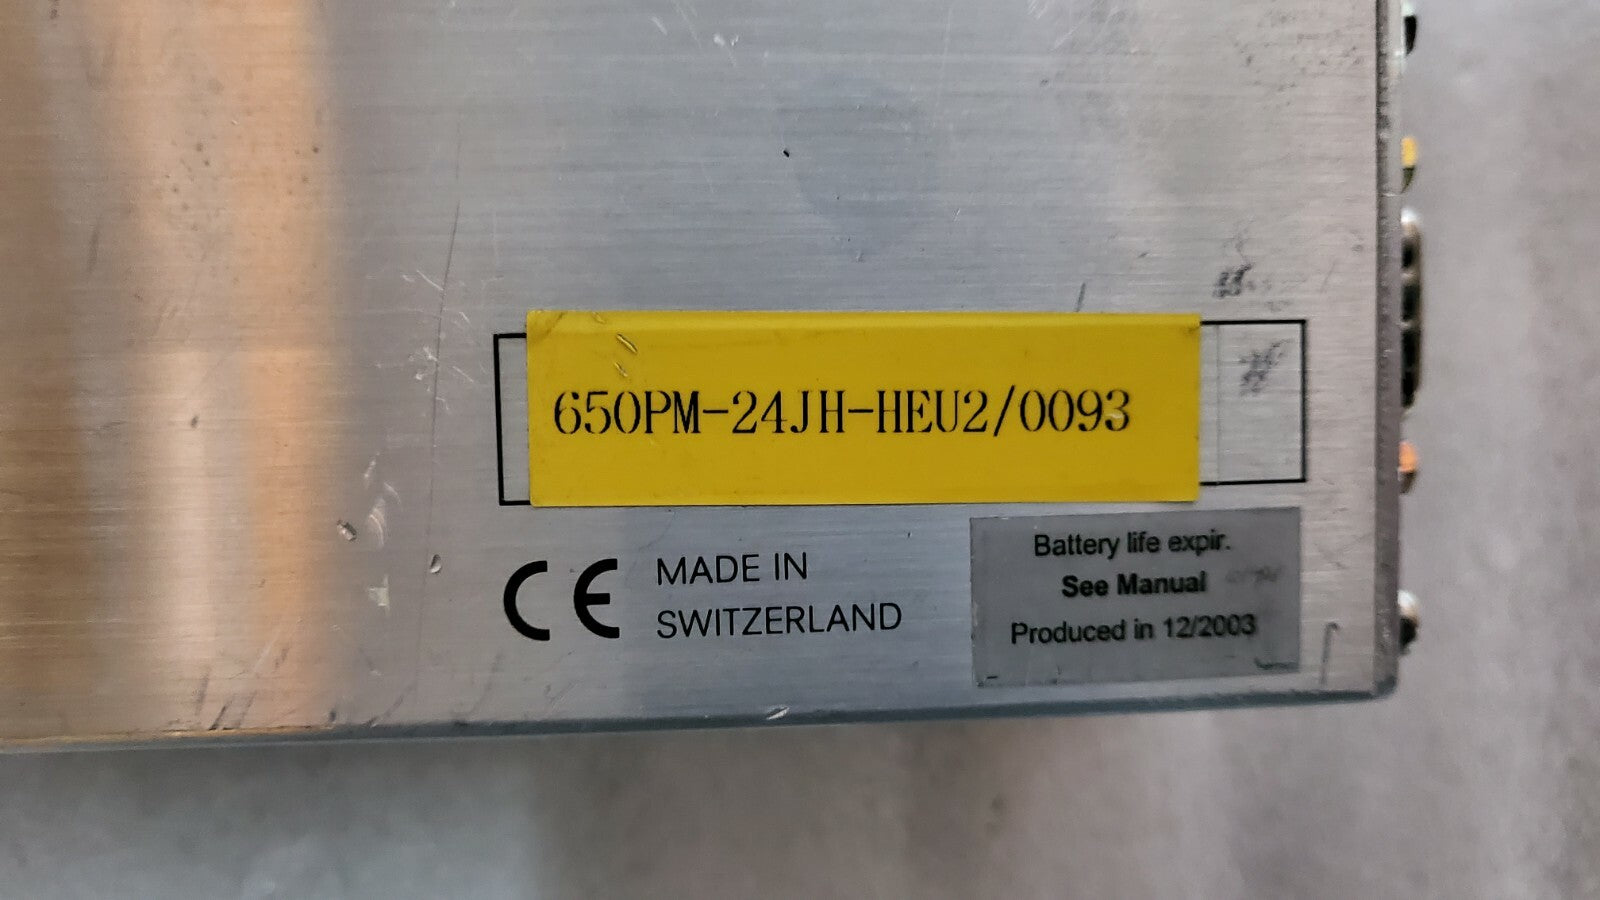 650PM-24JH-HEU2/0093
CE
MADE IN
SWITZERLAND
Battery life expir.
See Manual
Produced in 12/2003